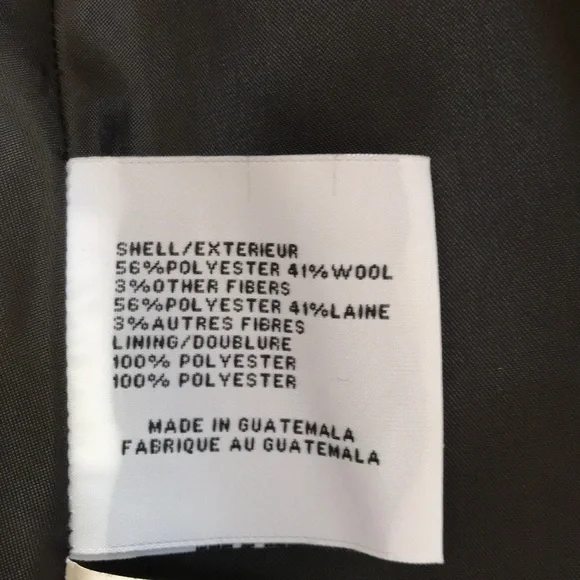 SHELL/EXTERIEUR
56%POLYESTER 41%WOOL
3%OTHER FIBERS
56%POLYESTER 41%LAINE
3%AUTRES FIBRES
LINING/DOUBLURE
100% POLYESTER
100% POLYESTER
MADE IN GUATEMALA
FABRIQUE AU GUATEMALA